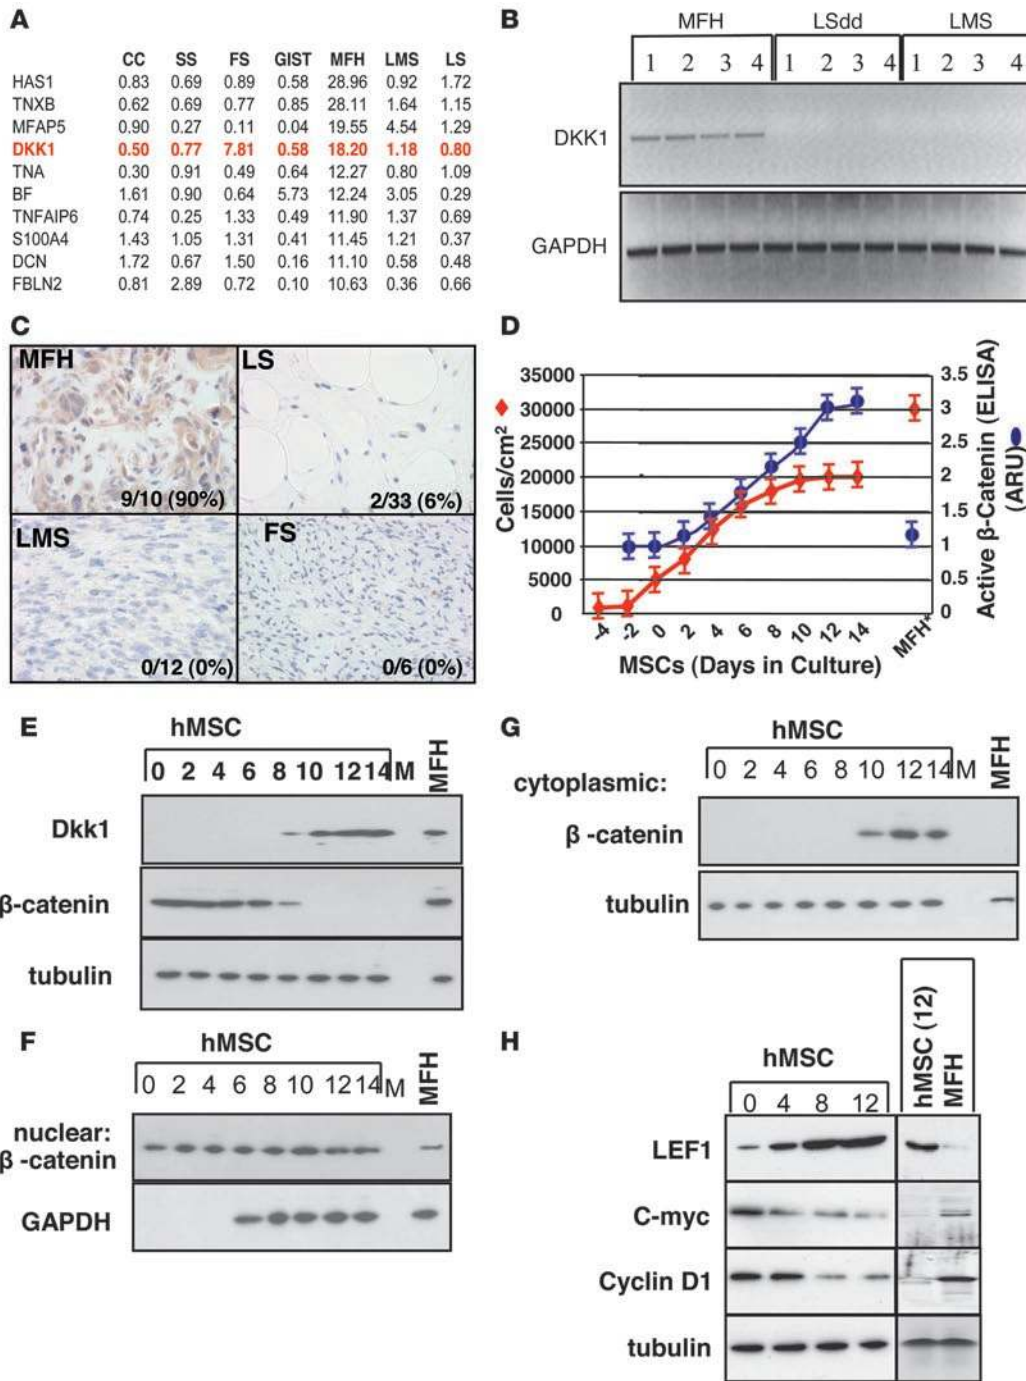 A
CC SS FS GIST MFH LMS LS
HAS1 0.83 0.69 0.89 0.58 28.96 0.92 1.72
TNXB 0.62 0.69 0.77 0.85 28.11 1.64 1.15
MFAP5 0.90 0.27 0.11 0.04 19.55 4.54 1.29
DKK1 0.50 0.77 7.81 0.58 18.20 1.18 0.80
TNA 0.30 0.91 0.49 0.64 12.27 0.80 1.09
BF 1.61 0.90 0.64 5.73 12.24 3.05 0.29
TNFAIP6 0.74 0.25 1.33 0.49 11.90 1.37 0.69
S100A4 1.43 1.05 1.31 0.41 11.45 1.21 0.37
DCN 1.72 0.67 1.50 0.16 11.10 0.58 0.48
FBLN2 0.81 2.89 0.72 0.10 10.63 0.36 0.66
B
MFH LSdd LMS
1 2 3 4 1 2 3 4 1 2 3 4
DKK1
GAPDH
C
MFH
9/10 (90%)
LS
2/33 (6%)
LMS
0/12 (0%)
FS
0/6 (0%)
D
Cells/cm²
35000
30000
25000
20000
15000
10000
5000
0
3.5
3
2.5
2
1.5
1
0.5
0
Active β-Catenin (ELISA)
(ARU)
-4 -2 0 2 4 6 8 10 12 14 MFH*
MSCs (Days in Culture)
E
hMSC
0 2 4 6 8 10 12 14 M MFH
Dkk1
β-catenin
tubulin
F
hMSC
0 2 4 6 8 10 12 14 M MFH
nuclear:
β -catenin
GAPDH
G
hMSC
0 2 4 6 8 10 12 14 M MFH
cytoplasmic:
β -catenin
tubulin
H
hMSC
0 4 8 12
hMSC (12)
MFH
LEF1
C-myc
Cyclin D1
tubulin